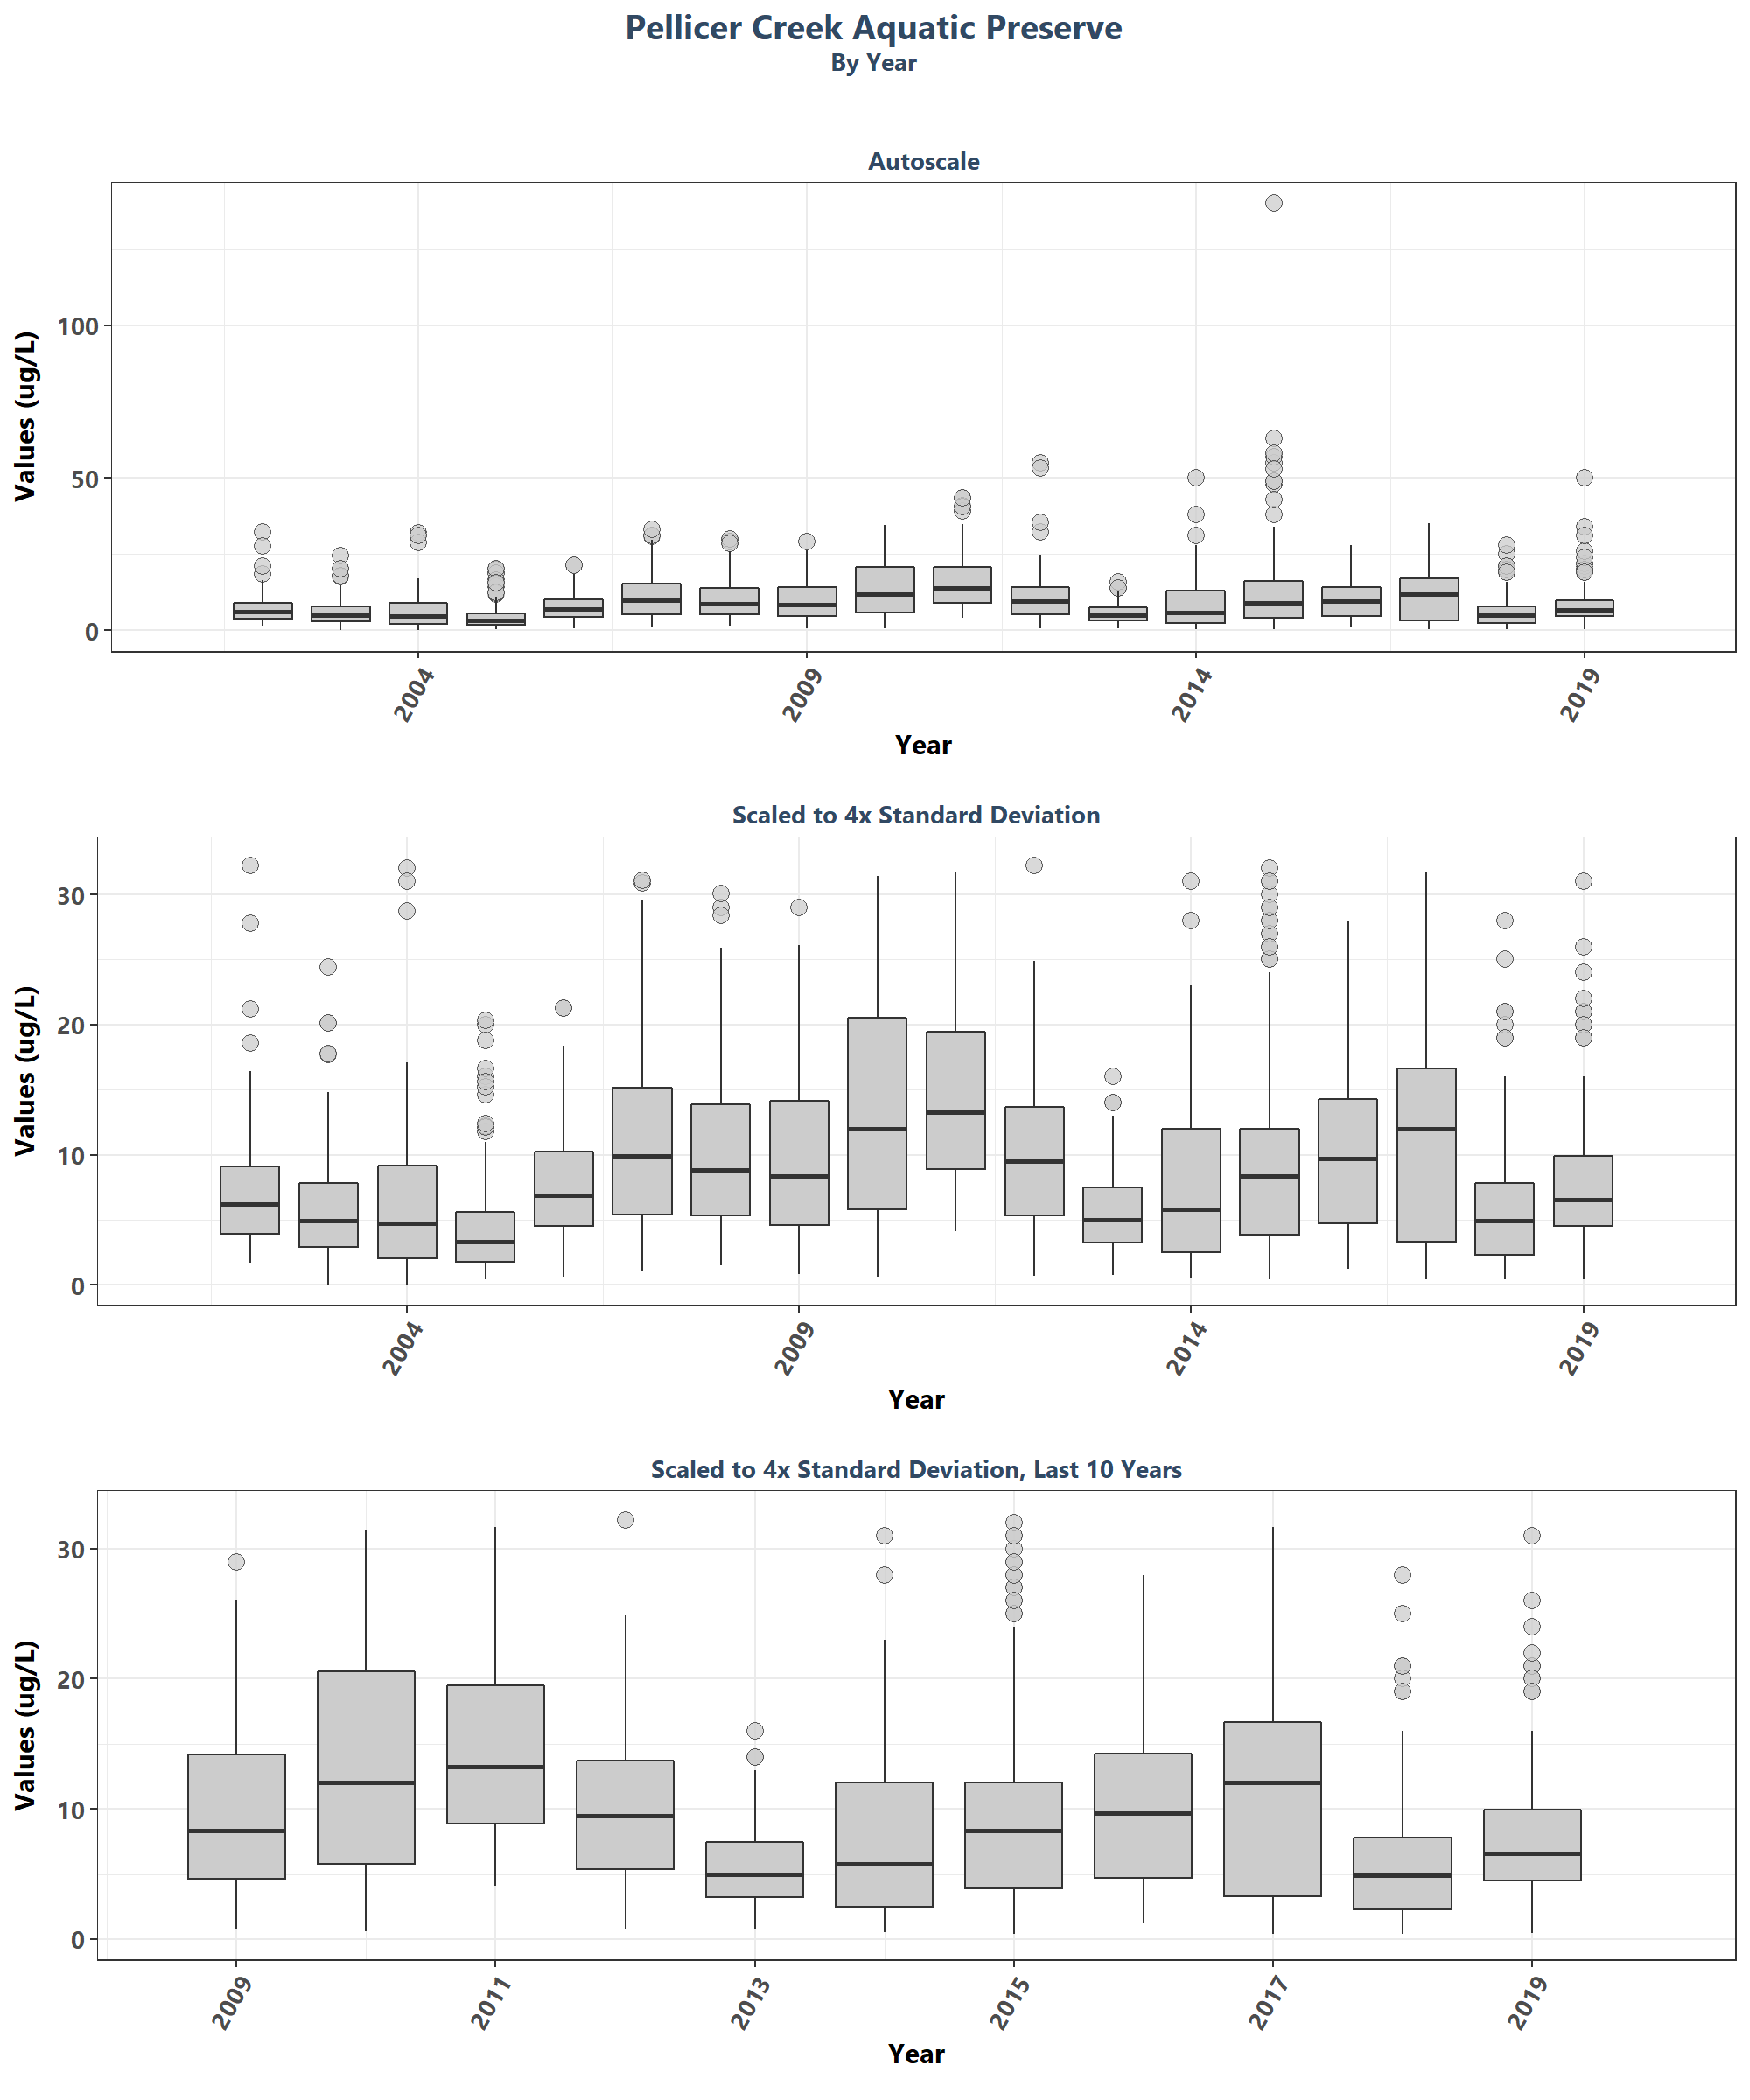 Pellicer Creek Aquatic Preserve
By Year
Autoscale
Values (ug/L)
100
50
0
2004 2009 2014 2019
Year
Scaled to 4x Standard Deviation
Values (ug/L)
30
20
10
0
2004 2009 2014 2019
Year
Scaled to 4x Standard Deviation, Last 10 Years
Values (ug/L)
30
20
10
0
2009 2011 2013 2015 2017 2019
Year